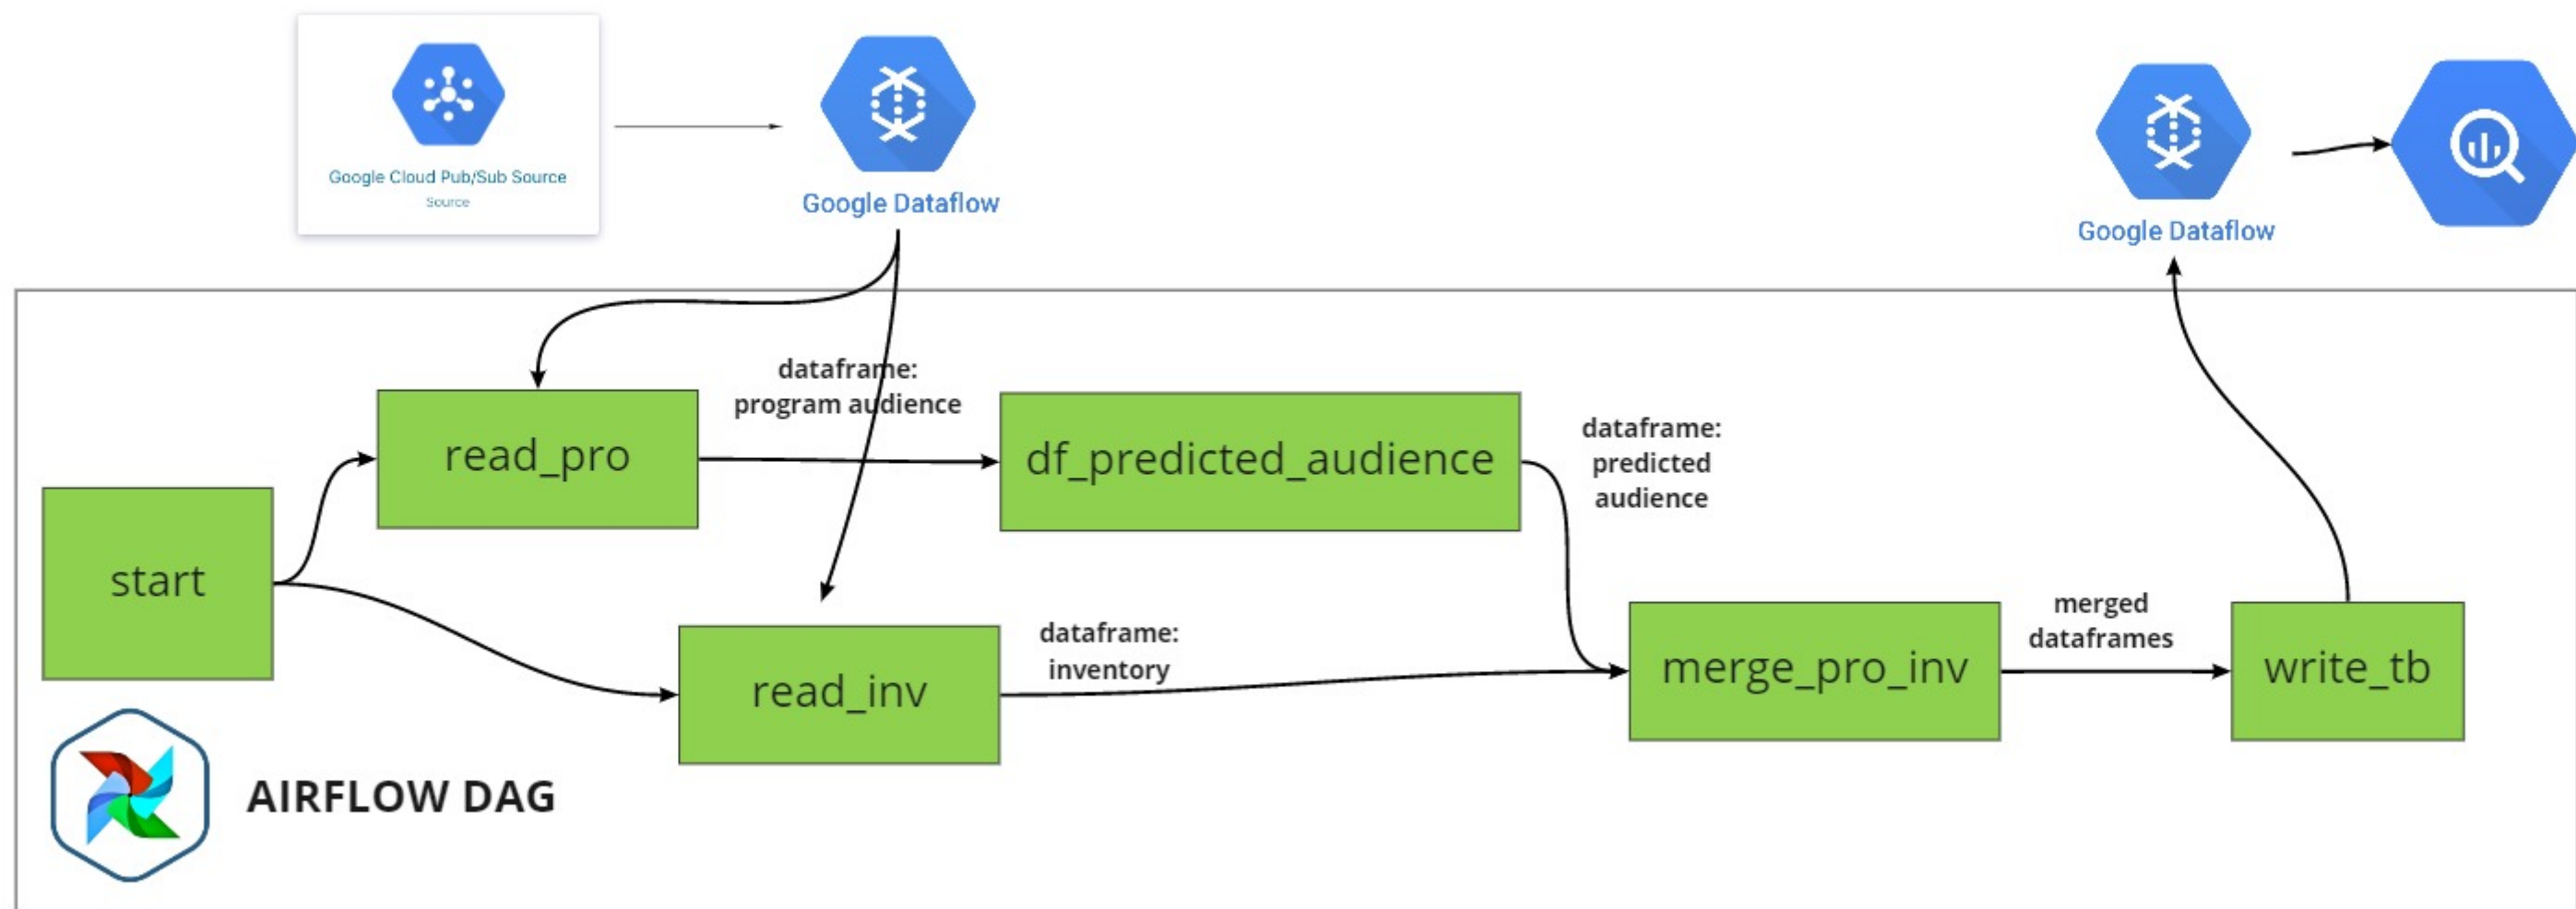 Google Cloud Pub/Sub Source
Source
Google Dataflow
Google Dataflow
dataframe:
program audience
read_pro
df_predicted_audience
dataframe:
predicted
audience
start
read_inv
dataframe:
inventory
merge_pro_inv
merged
dataframes
write_tb
AIRFLOW DAG